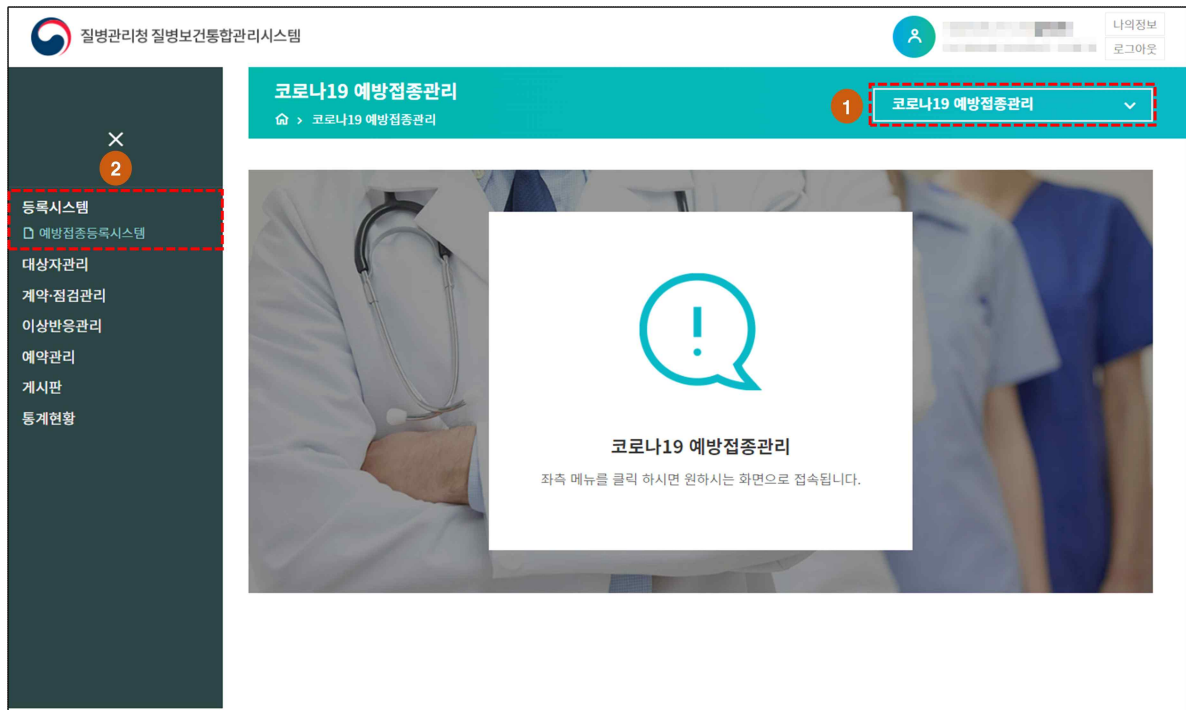 질병관리청 질병보건통합관리시스템
나의정보
로그아웃
코로나19 예방접종관리
코로나19 예방접종관리
1
코로나19 예방접종관리
2
등록시스템
예방접종등록시스템
대상자관리
계약·점검관리
이상반응관리
예약관리
게시판
통계현황
!
코로나19 예방접종관리
좌측 메뉴를 클릭 하시면 원하시는 화면으로 접속됩니다.